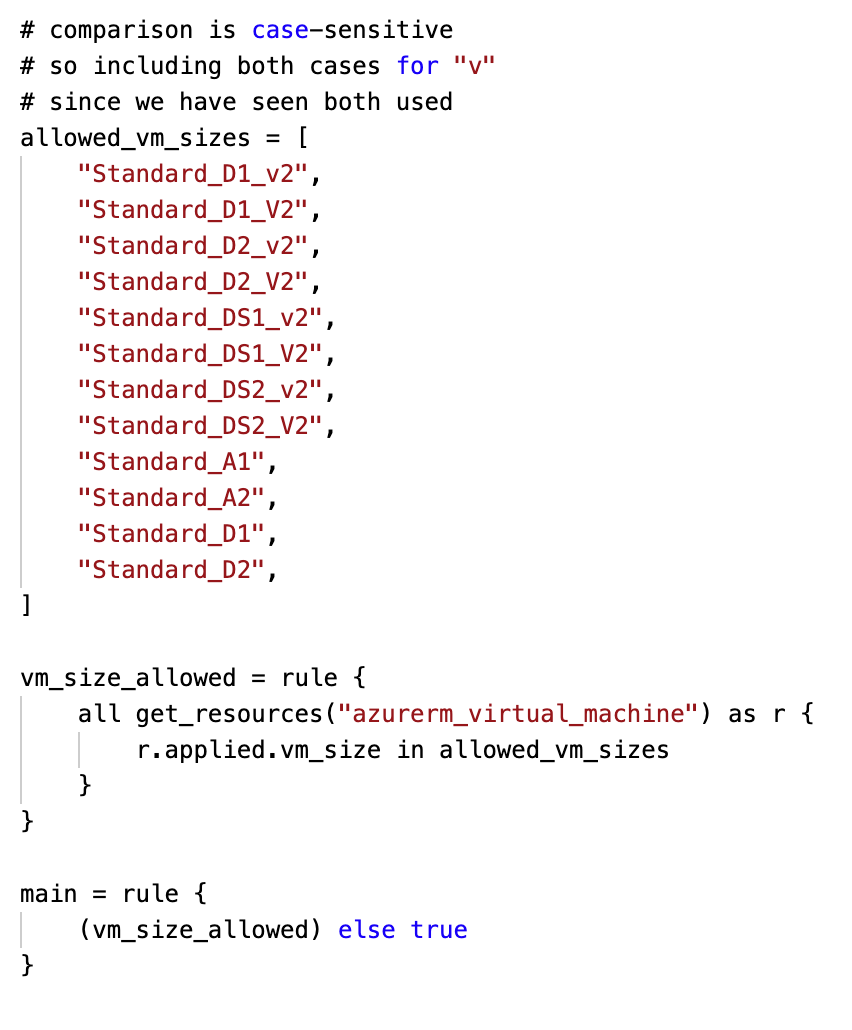 # comparison is case-sensitive
# so including both cases for "v"
# since we have seen both used
allowed_vm_sizes = [
    "Standard_D1_v2",
    "Standard_D1_V2",
    "Standard_D2_v2",
    "Standard_D2_V2",
    "Standard_DS1_v2",
    "Standard_DS1_V2",
    "Standard_DS2_v2",
    "Standard_DS2_V2",
    "Standard_A1",
    "Standard_A2",
    "Standard_D1",
    "Standard_D2",
]

vm_size_allowed = rule {
    all get_resources("azurerm_virtual_machine") as r {
        r.applied.vm_size in allowed_vm_sizes
    }
}

main = rule {
    (vm_size_allowed) else true
}